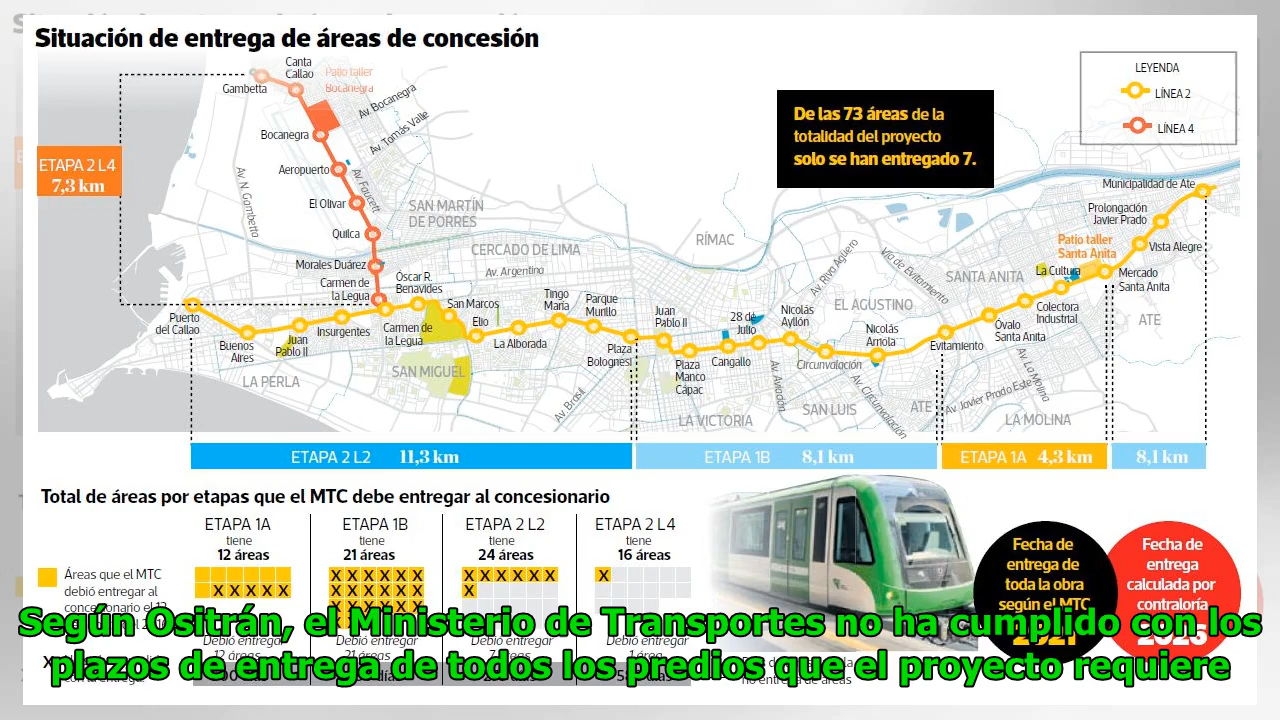 Situación de entrega de áreas de concesión
Canta
Callao
Patio taller
Bocanegra
Gambetta
Av. Bocanegra
Av. Tomás Valle
Bocanegra
Aeropuerto
Av. Faucett
El Olivar
Quilca
Morales Duárez
Carmen de
la Legua
Av. N. Gambetta
ETAPA 2 L4
7,3 km
LEYENDA
LÍNEA 2
LÍNEA 4
De las 73 áreas de la
totalidad del proyecto
solo se han entregado 7.
SAN MARTÍN
DE PORRES
CERCADO DE LIMA
Av. Argentina
RÍMAC
Av. Rivo Agüero
Vía de Evitamiento
EL AGUSTINO
SANTA ANITA
Municipalidad de Ate
Prolongación
Javier Prado
Patio taller
Santa Anita
Vista Alegre
La Cultura
Mercado
Santa Anita
Colectora
Industrial
Óvalo
Santa Anita
ATE
Puerto
del Callao
Buenos
Aires
Juan
Pablo II
Insurgentes
Carmen de
la Legua
Óscar R.
Benavides
San Marcos
Elio
La Alborada
Tingo
María
Parque
Murillo
Plaza
Bolognesi
Juan
Pablo II
Plaza
Manco
Cápac
Cangallo
28 de
Julio
Nicolás
Ayllón
Circunvalación
Nicolás
Arriola
Evitamiento
LA PERLA
SAN MIGUEL
Av. Brasil
LA VICTORIA
Av. Aviación
SAN LUIS
Av. Circunvalación
ATE
Av. Javier Prado Este
Av. La Molina
LA MOLINA
ETAPA 2 L2 11,3 km
ETAPA 1B 8,1 km
ETAPA 1A 4,3 km
8,1 km
Total de áreas por etapas que el MTC debe entregar al concesionario
ETAPA 1A
tiene
12 áreas
ETAPA 1B
tiene
21 áreas
ETAPA 2 L2
tiene
24 áreas
ETAPA 2 L4
tiene
16 áreas
Áreas que el MTC
debió entregar al
X X X X X
X X X X X X
X X X X X X
X X X X X X
X
X
Fecha de
entrega de
toda la obra
según el MTC
2021
Fecha de
entrega
calculada por
contraloría
2025
Según Ositrán, el Ministerio de Transportes no ha cumplido con los
plazos de entrega de todos los predios que el proyecto requiere